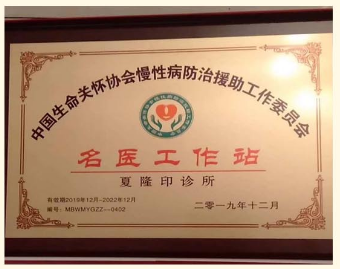 中国生命关怀协会慢性病防治援助工作委员会
名医工作站
夏隆印诊所
有效期2019年12月-2022年12月
编号：MBWMYGZZ--0402
二零一九年十二月